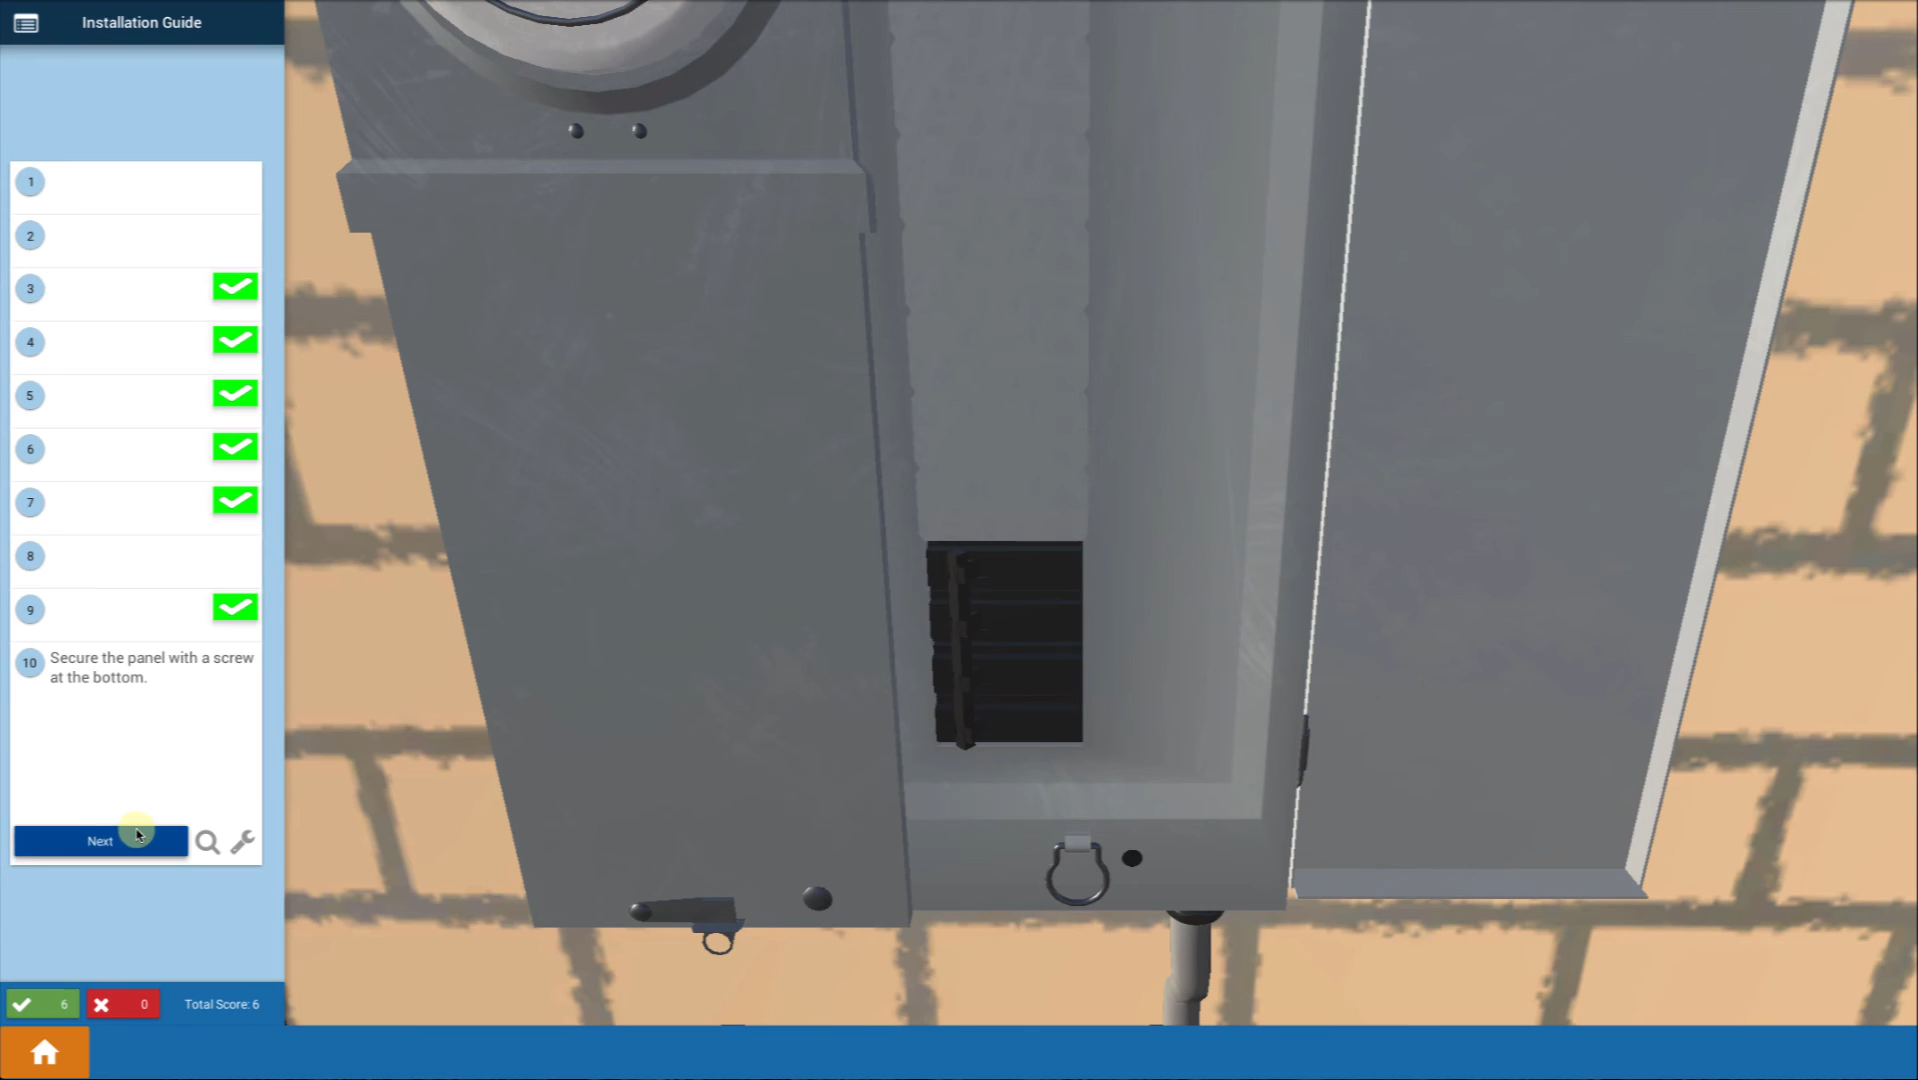 Installation Guide
1
2
3
4
5
6
7
8
9
10
Secure the panel with a screw
at the bottom.
Next
6
0
Total Score: 6